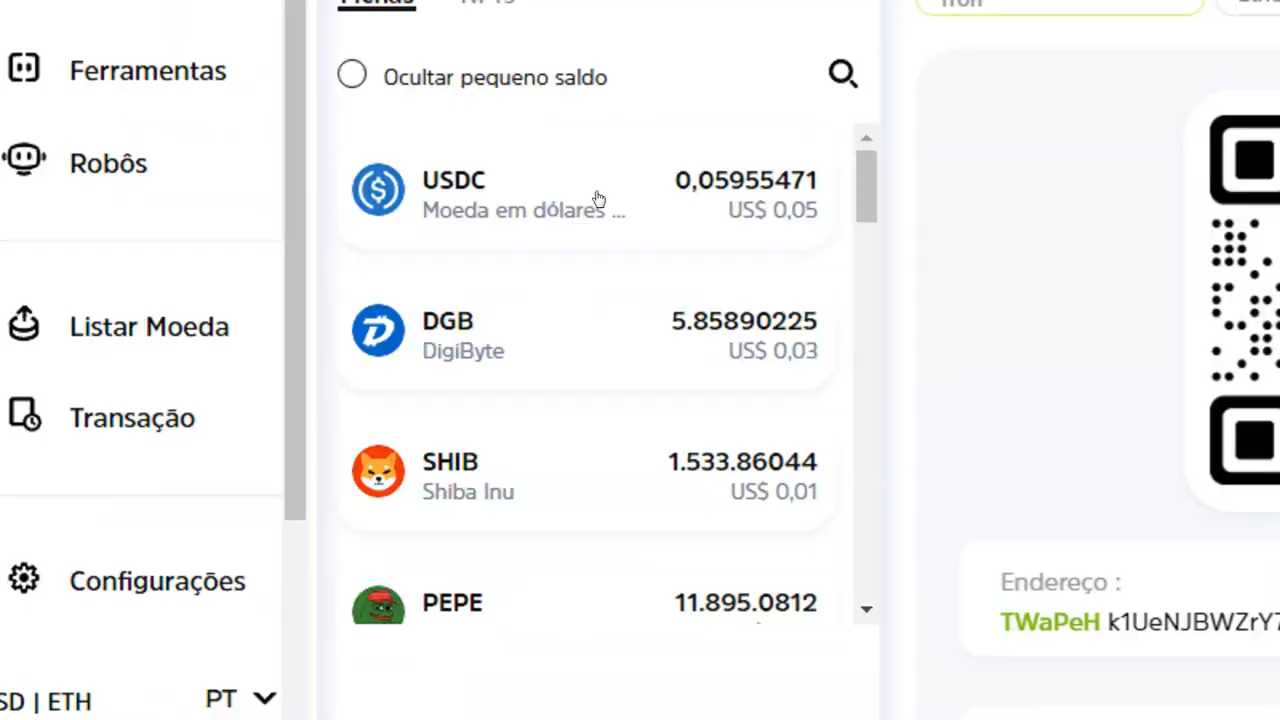 Ferramentas
Robôs
Listar Moeda
Transação
Configurações
SD | ETH
PT
Ocultar pequeno saldo
USDC
0,05955471
Moeda em dólares ...
US$ 0,05
DGB
5.85890225
DigiByte
US$ 0,03
SHIB
1.533.86044
Shiba Inu
US$ 0,01
PEPE
11.895.0812
Endereço :
TWaPeH k1UeNJBWZrY7